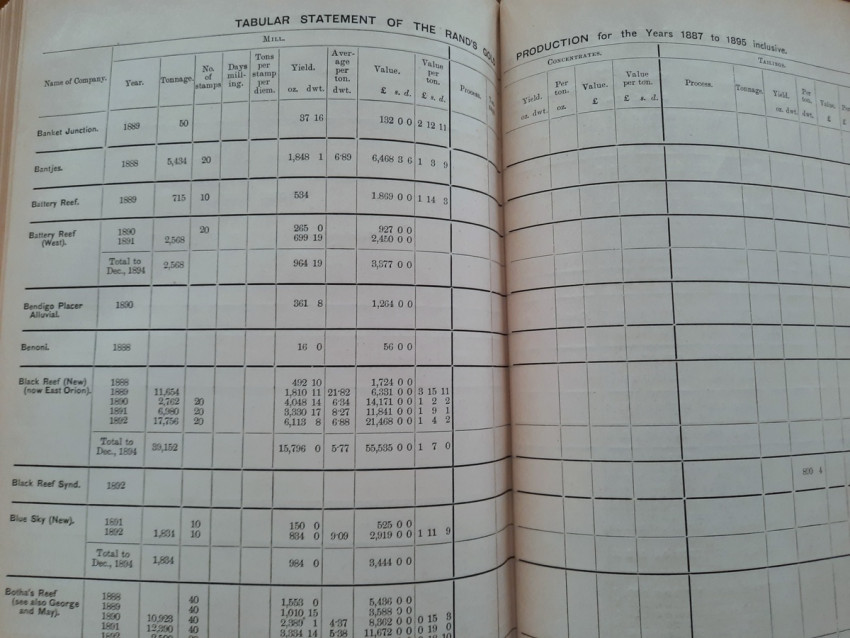 TABULAR STATEMENT OF THE RAND'S GOLD
PRODUCTION for the Years 1887 to 1895 inclusive.
MILL.
Name of Company. Year. Tonnage. No. of stamps Days milling. Tons per stamp per diem. Yield. oz. dwt. Average per ton. dwt. Value. £ s. d. Value per ton. £ s. d. Process.
CONCENTRATES.
Yield. oz. dwt. Per ton. oz. Value. £ Value per ton. £ s. d.
TAILINGS.
Process. Tonnage. Yield. oz. dwt. Per ton. dwt. Value. £
Banket Junction. 1889 50 37 16 132 0 0 2 12 11
Bantjes. 1888 5,434 20 1,848 1 6·89 6,468 3 6 1 3 9
Battery Reef. 1889 715 10 534 1,869 0 0 1 14 3
Battery Reef (West). 1890 20 265 0 927 0 0
1891 2,568 699 19 2,450 0 0
Total to Dec., 1894 2,568 964 19 3,377 0 0
Bendigo Placer Alluvial. 1890 361 8 1,264 0 0
Benoni. 1888 16 0 56 0 0
Black Reef (New) (now East Orion). 1888 492 10 1,724 0 0
1889 11,654 1,810 11 21·82 6,331 0 0 3 15 11
1890 2,762 20 4,048 14 6·34 14,171 0 0 1 2 2
1891 6,980 20 3,330 17 8·27 11,841 0 0 1 9 1
1892 17,756 20 6,113 8 6·88 21,468 0 0 1 4 2
Total to Dec., 1894 39,152 15,796 0 5·77 55,535 0 0 1 7 0
Black Reef Synd. 1892
Blue Sky (New). 1891 10 150 0 525 0 0
1892 1,834 10 834 0 9·09 2,919 0 0 1 11 9
Total to Dec., 1894 1,834 984 0 3,444 0 0
Botha's Reef (see also George and May). 1888 40 1,553 0 5,436 0 0
1889 40 1,010 15 3,588 0 0
1890 10,923 40 2,389 1 4·37 8,362 0 0 0 15 3
1891 12,390 40 3,334 14 5·38 11,672 0 0 0 19 0
1892 40